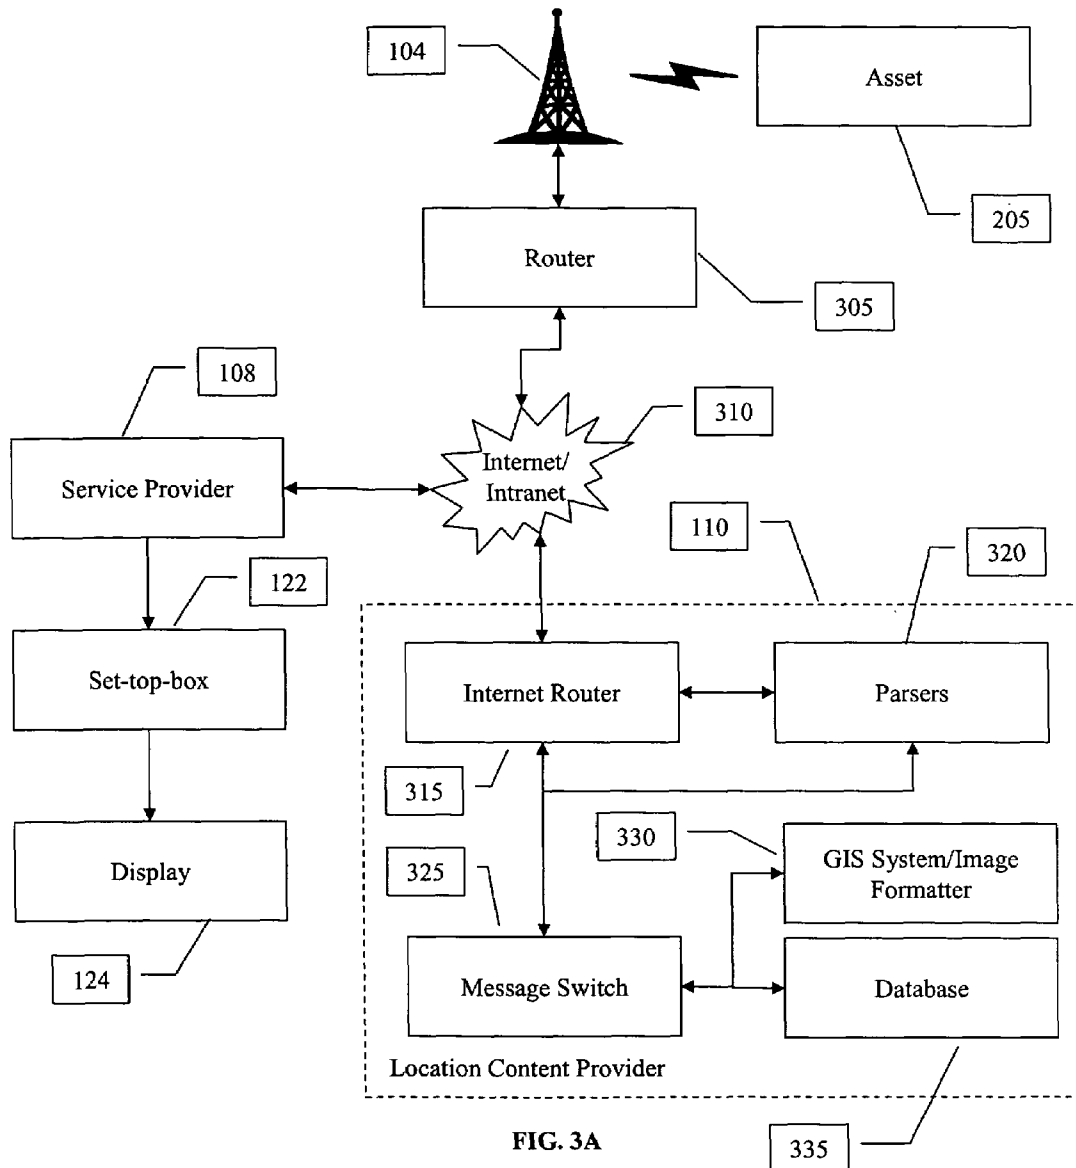 104
Asset
205
Router
305
108
310
Internet/
Intranet
Service Provider
110
320
122
Set-top-box
Internet Router
Parsers
315
330
GIS System/Image
Formatter
Display
325
124
Message Switch
Database
Location Content Provider
FIG. 3A
335